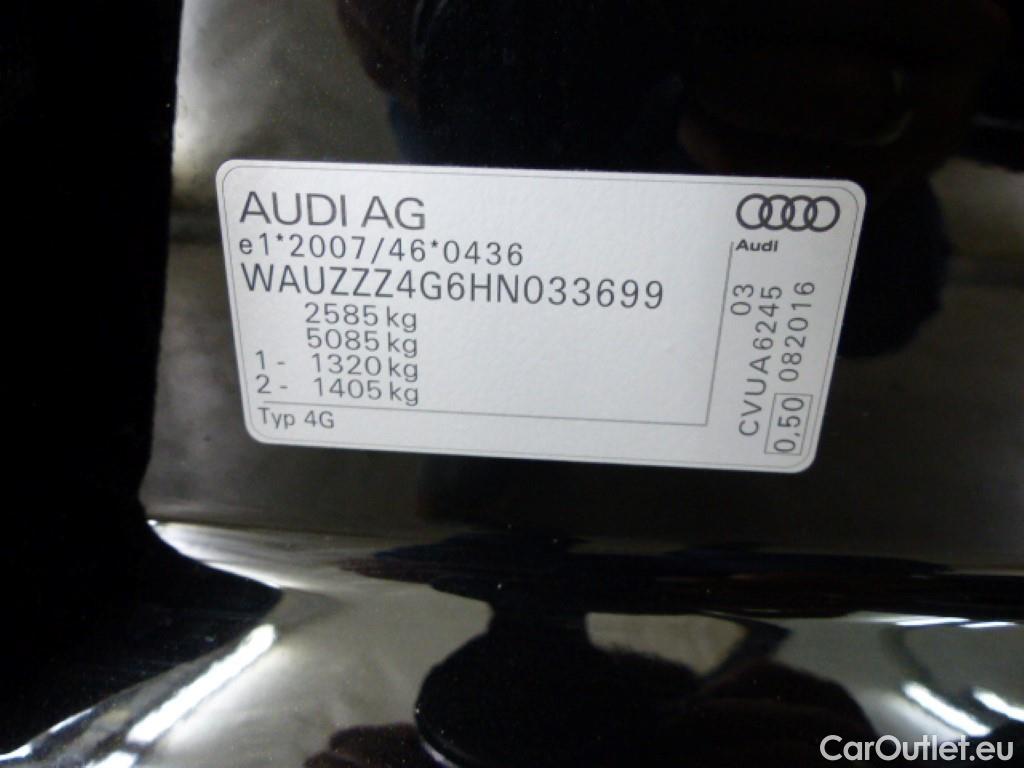 AUDI AG
e1*2007/46*0436
WAUZZZ4G6HN033699
2585 kg
5085 kg
1 - 1320 kg
2 - 1405 kg
Typ 4G
Audi
03
CVUA6245
0,50 082016
CarOutlet.eu